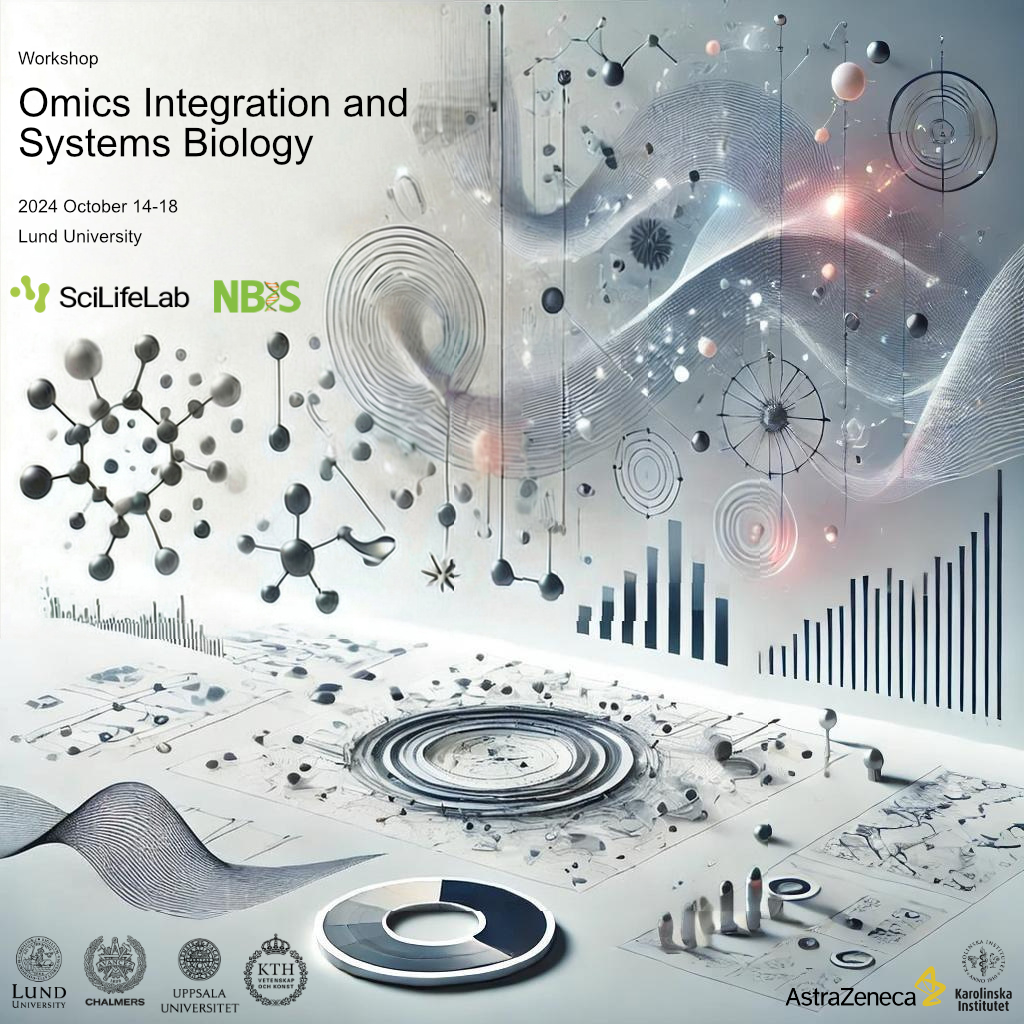 Workshop
Omics Integration and
Systems Biology
2024 October 14-18
Lund University
SciLifeLab
NBIS
LUND
UNIVERSITY
CHALMERS
UPPSALA
UNIVERSITET
KTH
VETENSKAP
OCH KONST
AstraZeneca
Karolinska
Institutet